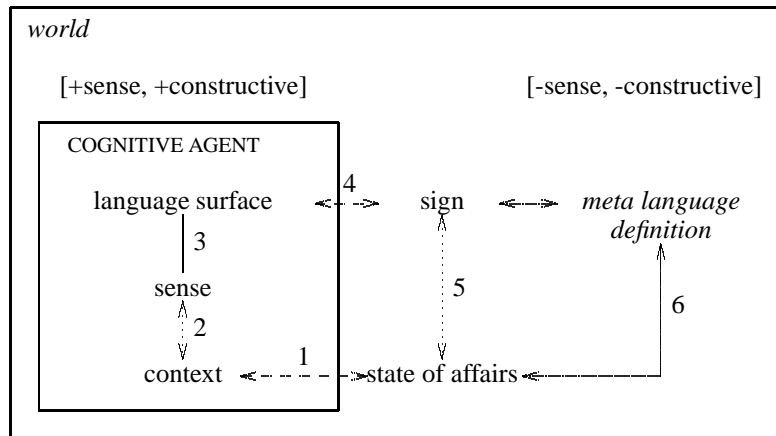 world
[+sense, +constructive] [-sense, -constructive]
COGNITIVE AGENT
4
language surface sign meta language
definition
3
sense 5 6
2
1
context state of affairs